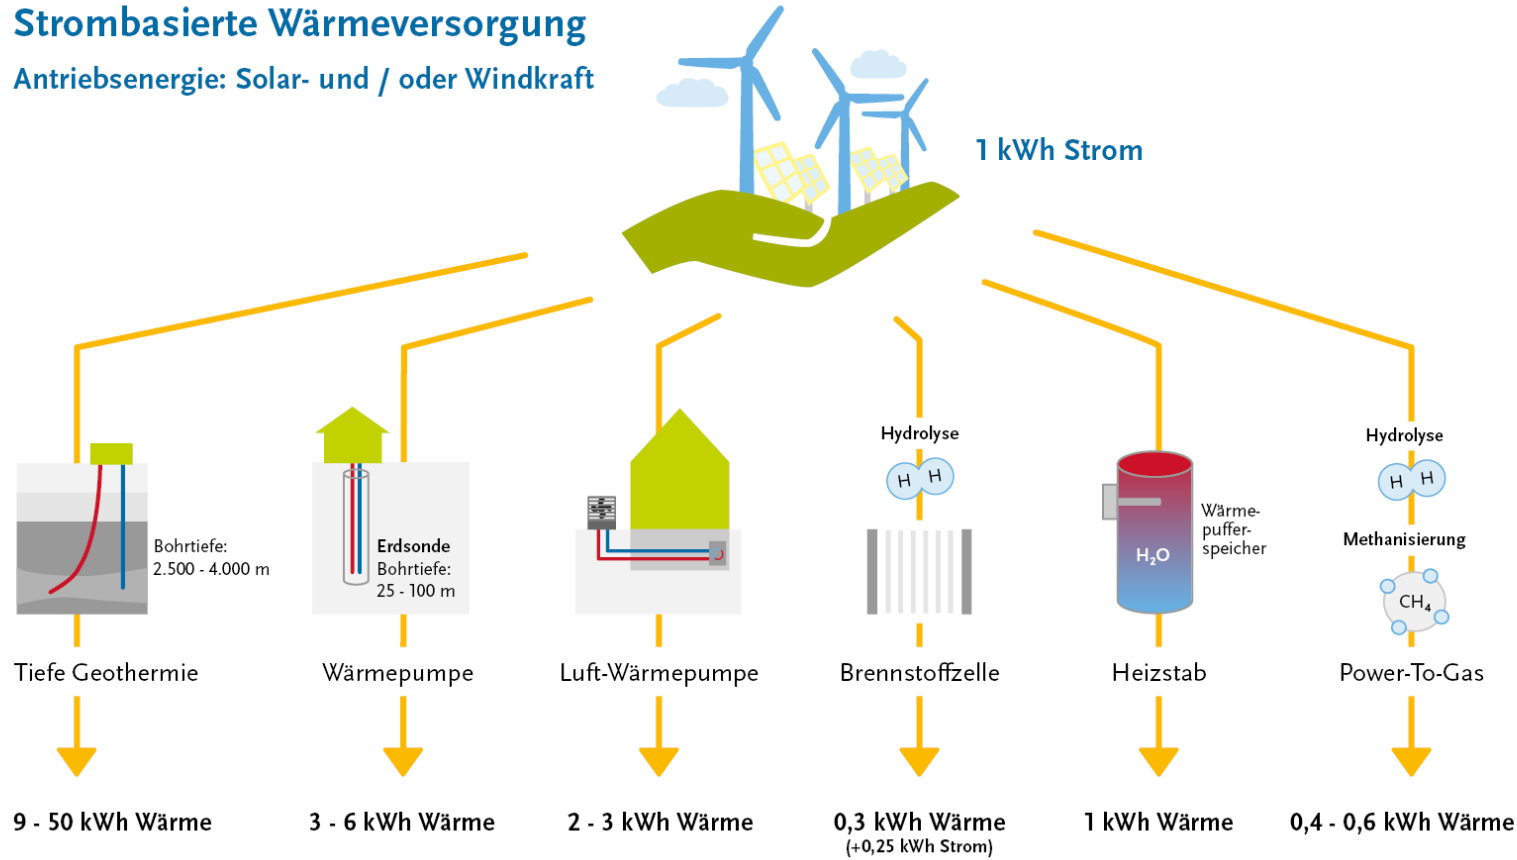 Strombasierte Wärmeversorgung
Antriebsenergie: Solar- und / oder Windkraft
1 kWh Strom
Bohrtiefe:
2.500 - 4.000 m
Tiefe Geothermie
9 - 50 kWh Wärme
Erdsonde
Bohrtiefe:
25 - 100 m
Wärmepumpe
3 - 6 kWh Wärme
Luft-Wärmepumpe
2 - 3 kWh Wärme
Hydrolyse
H H
Brennstoffzelle
0,3 kWh Wärme
(+0,25 kWh Strom)
H₂O
Wärme-
puffer-
speicher
Heizstab
1 kWh Wärme
Hydrolyse
H H
Methanisierung
CH₄
Power-To-Gas
0,4 - 0,6 kWh Wärme